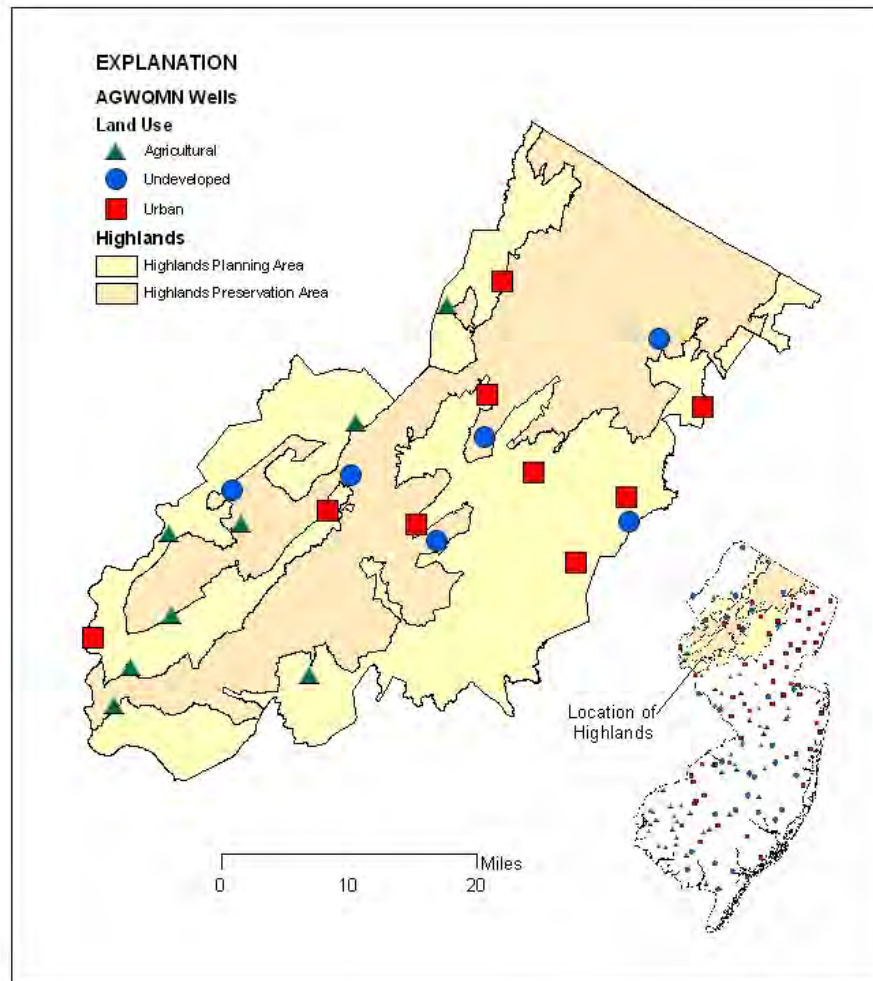 EXPLANATION
AGWQMN Wells
Land Use
Agricultural
Undeveloped
Urban
Highlands
Highlands Planning Area
Highlands Preservation Area
Location of
Highlands
Miles
0 10 20